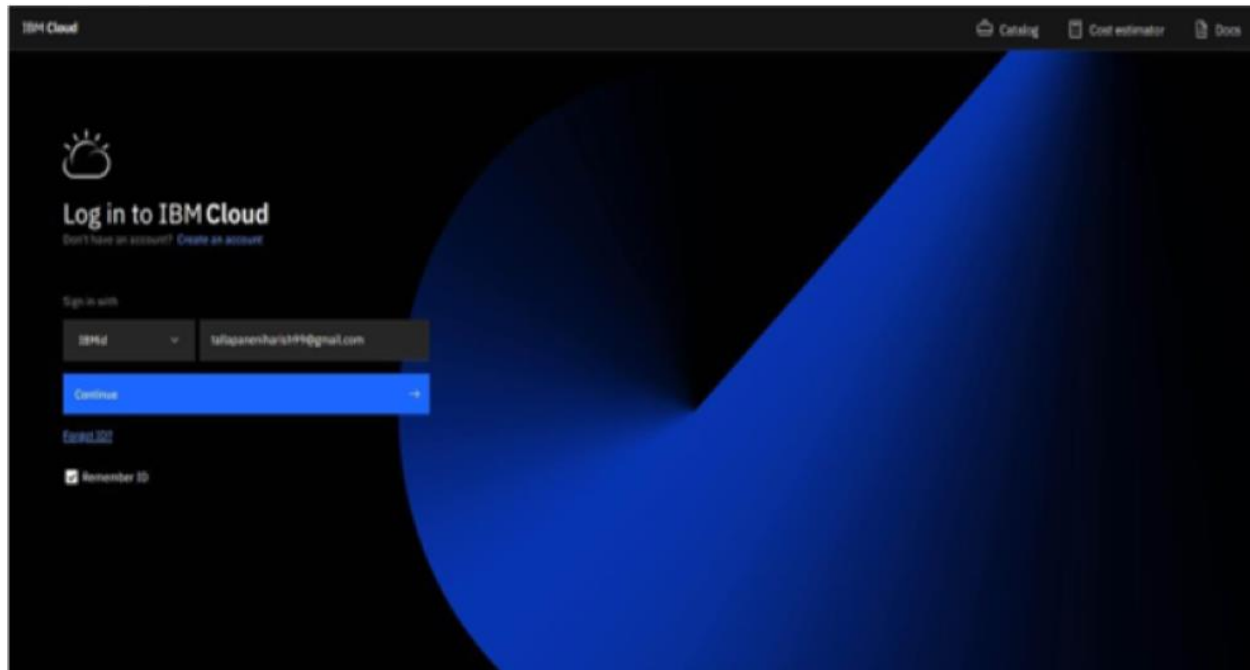 IBM Cloud
Catalog
Cost estimator
Docs
Log in to IBM Cloud
Don't have an account? Create an account
Sign in with
IBMid
tallapaneniharish99@gmail.com
Continue
Forgot ID?
Remember ID